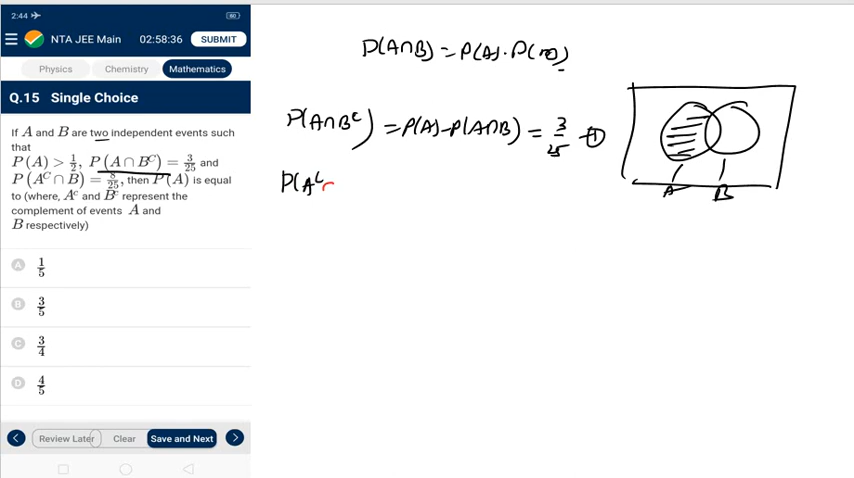 2:44
60
NTA JEE Main
02:58:36
SUBMIT
Physics
Chemistry
Mathematics
Q.15 Single Choice
If A and B are two independent events such
that
P(A) > 1/2, P(A ∩ B^C) = 3/25 and
P(A^C ∩ B) = 8/25, then P(A) is equal
to (where, A^c and B^c represent the
complement of events A and
B respectively)
A 1/5
B 3/5
C 3/4
D 4/5
Review Later
Clear
Save and Next
P(A∩B) = P(A).P(B)
P(A∩B^c) = P(A) - P(A∩B) = 3/25 ①
P(A^c
A
B